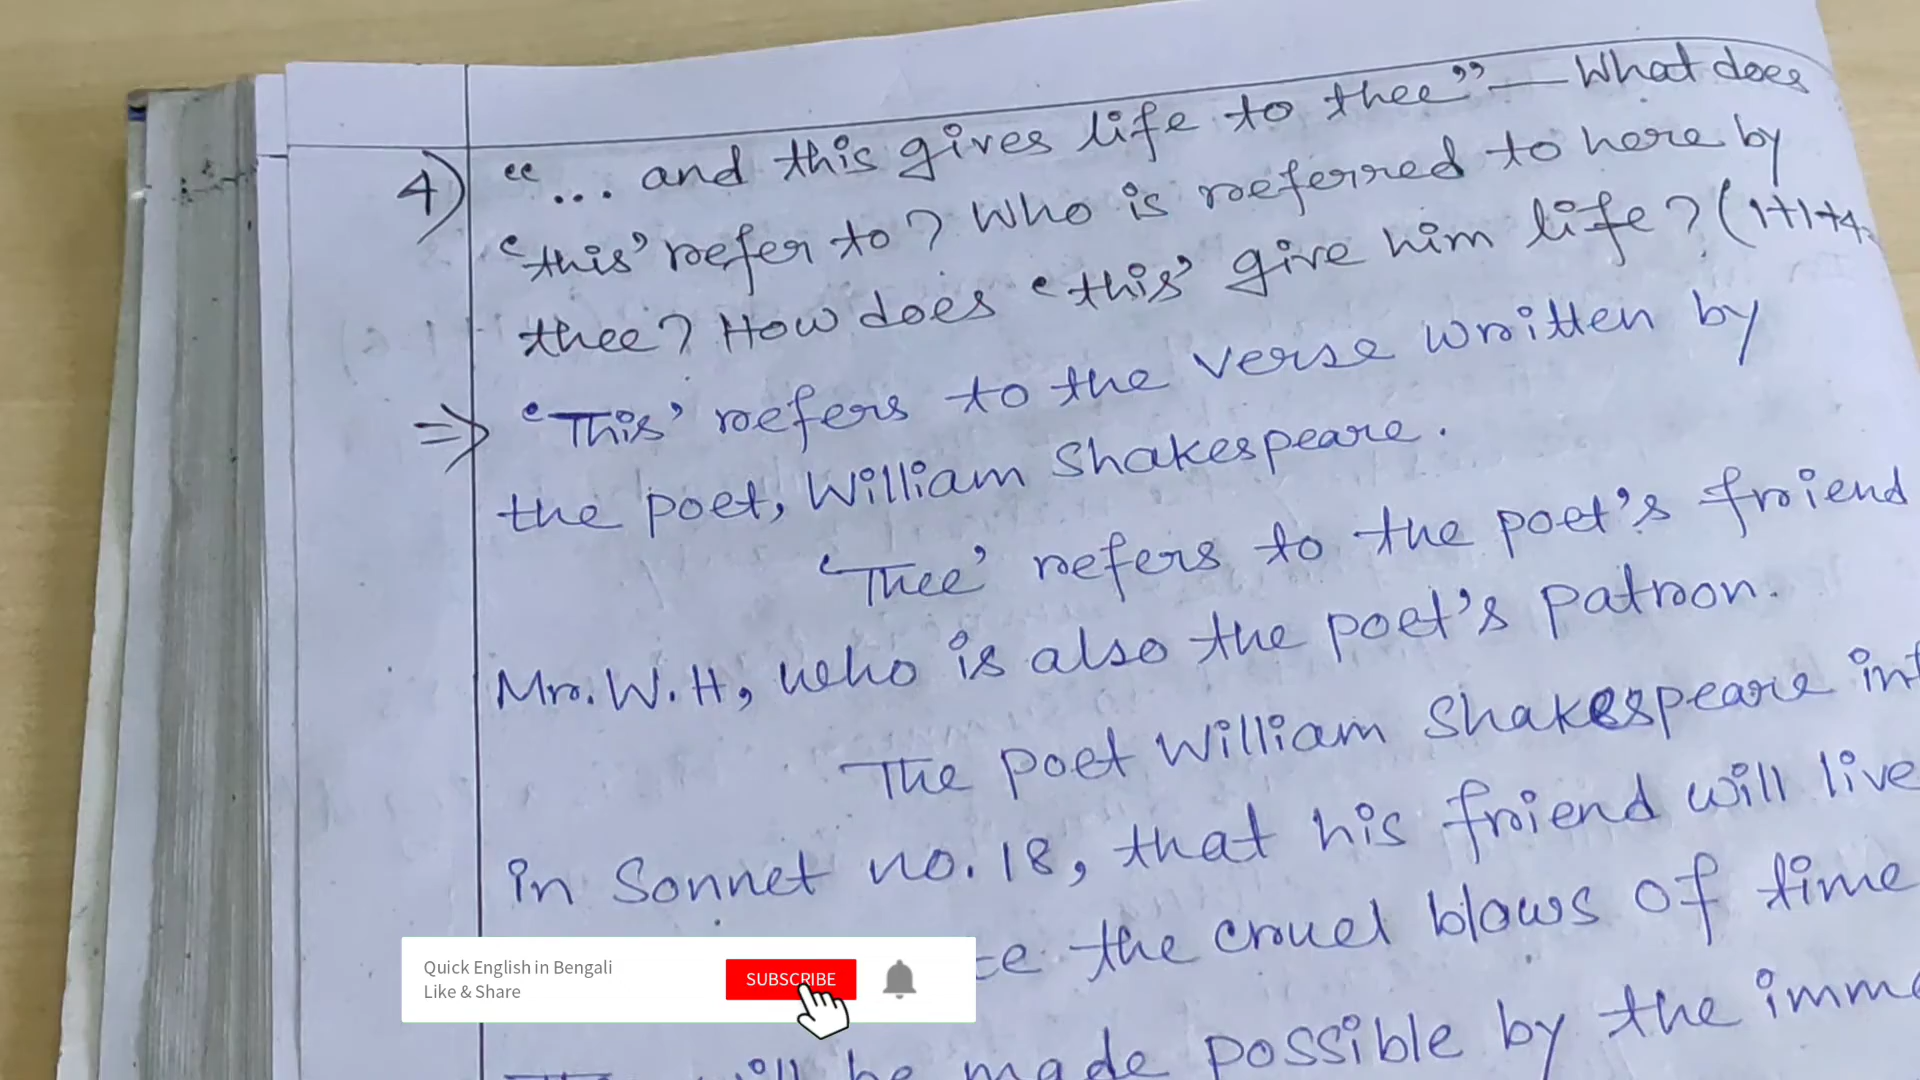 4) "... and this gives life to thee" — What does
'this' refer to? Who is referred to here by
thee? How does 'this' give him life? (1+1+4
⇒ 'This' refers to the verse written by
the poet, William Shakespeare.
'Thee' refers to the poet's friend
Mr. W. H, who is also the poet's patron.
The poet William Shakespeare
in Sonnet no. 18, that his friend will live
the cruel blows of time
be made possible by the
Quick English in Bengali
Like & Share
SUBSCRIBE